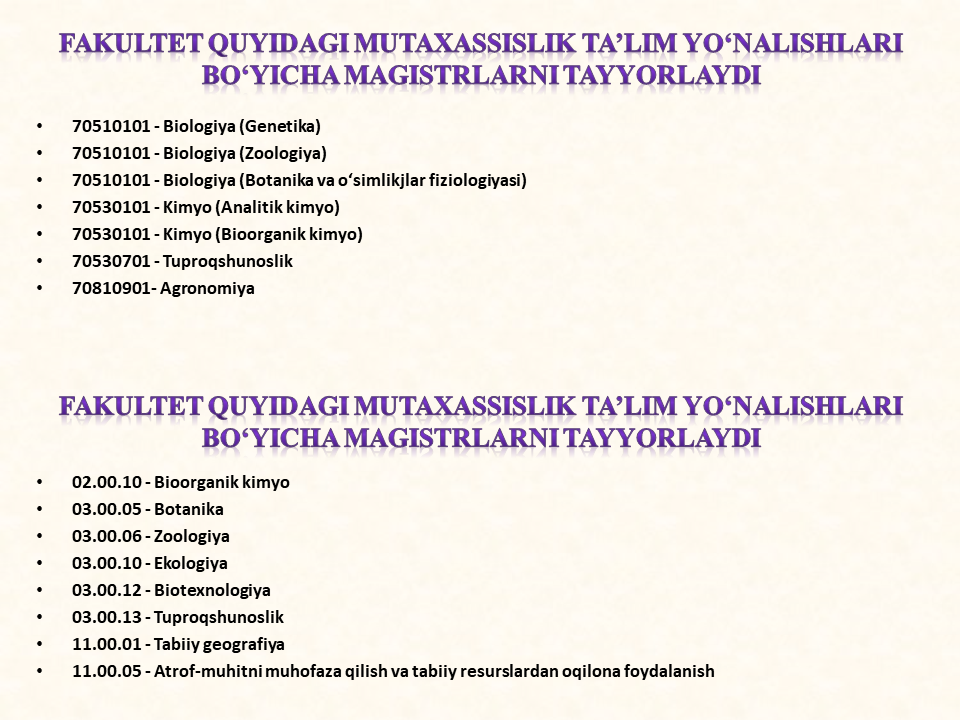 FAKULTET QUYIDAGI MUTAXASSISLIK TA’LIM YO‘NALISHLARI
BO‘YICHA MAGISTRLARNI TAYYORLAYDI
• 70510101 - Biologiya (Genetika)
• 70510101 - Biologiya (Zoologiya)
• 70510101 - Biologiya (Botanika va o‘simlikjlar fiziologiyasi)
• 70530101 - Kimyo (Analitik kimyo)
• 70530101 - Kimyo (Bioorganik kimyo)
• 70530701 - Tuproqshunoslik
• 70810901- Agronomiya
FAKULTET QUYIDAGI MUTAXASSISLIK TA’LIM YO‘NALISHLARI
BO‘YICHA MAGISTRLARNI TAYYORLAYDI
• 02.00.10 - Bioorganik kimyo
• 03.00.05 - Botanika
• 03.00.06 - Zoologiya
• 03.00.10 - Ekologiya
• 03.00.12 - Biotexnologiya
• 03.00.13 - Tuproqshunoslik
• 11.00.01 - Tabiiy geografiya
• 11.00.05 - Atrof-muhitni muhofaza qilish va tabiiy resurslardan oqilona foydalanish